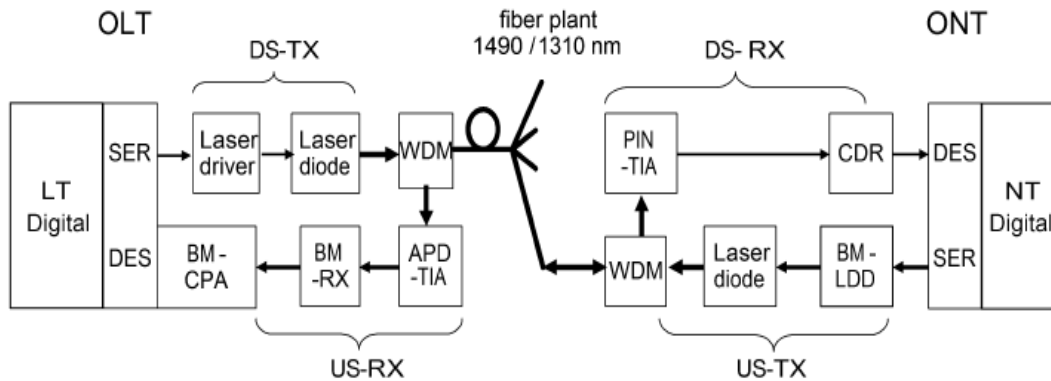 OLT
fiber plant
1490 / 1310 nm
ONT
DS-TX
DS- RX
SER
Laser
driver
Laser
diode
WDM
PIN
-TIA
CDR
DES
LT
Digital
NT
Digital
DES
BM -
CPA
BM
-RX
APD
-TIA
WDM
Laser
diode
BM -
LDD
SER
US-RX
US-TX